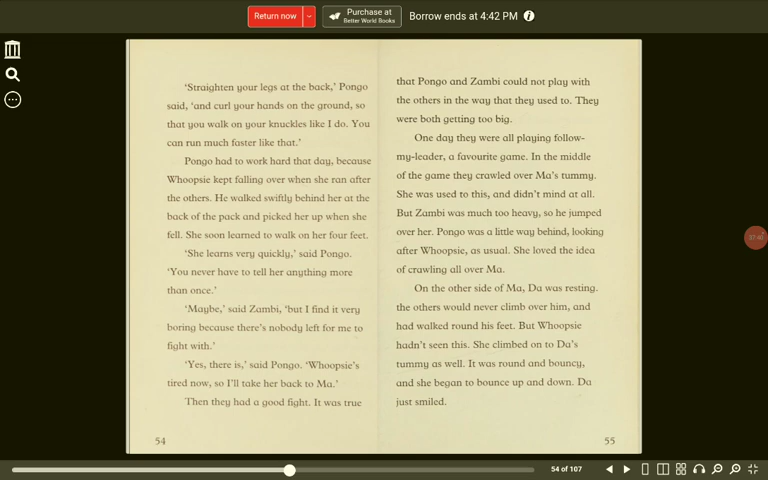 Return now
Purchase at
Better World Books
Borrow ends at 4:42 PM
'Straighten your legs at the back,' Pongo
said, 'and curl your hands on the ground, so
that you walk on your knuckles like I do. You
can run much faster like that.'
Pongo had to work hard that day, because
Whoopsie kept falling over when she ran after
the others. He walked swiftly behind her at the
back of the pack and picked her up when she
fell. She soon learned to walk on her four feet.
'She learns very quickly,' said Pongo.
'You never have to tell her anything more
than once.'
'Maybe,' said Zambi, 'but I find it very
boring because there's nobody left for me to
fight with.'
'Yes, there is,' said Pongo. 'Whoopsie's
tired now, so I'll take her back to Ma.'
Then they had a good fight. It was true
54
that Pongo and Zambi could not play with
the others in the way that they used to. They
were both getting too big.
One day they were all playing follow-
my-leader, a favourite game. In the middle
of the game they crawled over Ma's tummy.
She was used to this, and didn't mind at all.
But Zambi was much too heavy, so he jumped
over her. Pongo was a little way behind, looking
after Whoopsie, as usual. She loved the idea
of crawling all over Ma.
On the other side of Ma, Da was resting.
the others would never climb over him, and
had walked round his feet. But Whoopsie
hadn't seen this. She climbed on to Da's
tummy as well. It was round and bouncy,
and she began to bounce up and down. Da
just smiled.
55
54 of 107